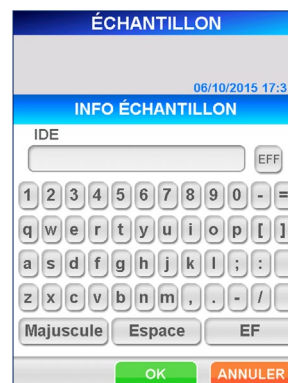 ÉCHANTILLON
06/10/2015 17:3
INFO ÉCHANTILLON
IDE
EFF
1 2 3 4 5 6 7 8 9 0 - =
q w e r t y u i o p [ ]
a s d f g h j k l ; :
z x c v b n m , . - /
Majuscule Espace EF
OK ANNULER